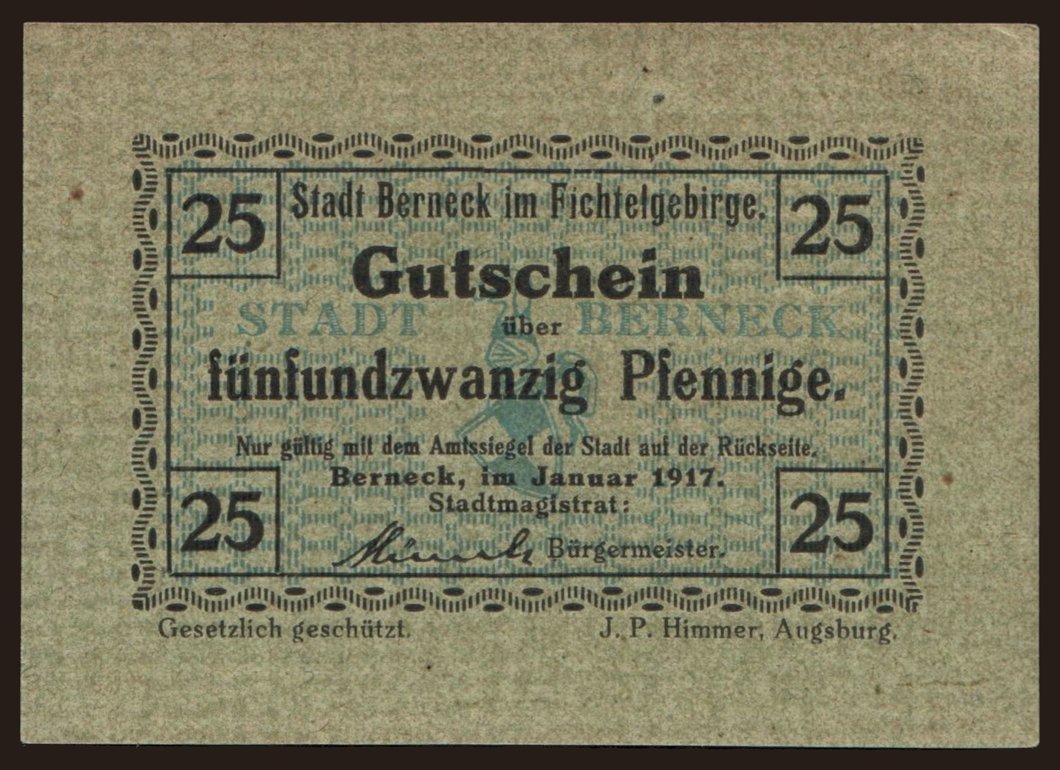 25 Stadt Berneck im Fichtelgebirge. 25
Gutschein
STADT über BERNECK
fünfundzwanzig Pfennige.
Nur gültig mit dem Amtssiegel der Stadt auf der Rückseite.
Berneck, im Januar 1917.
Stadtmagistrat:
25 Bürgermeister. 25
Gesetzlich geschützt. J. P. Himmer, Augsburg.